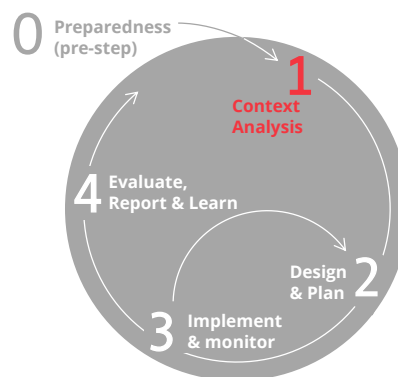 0 Preparedness
(pre-step)
1
Context
Analysis
2
Design
& Plan
3
Implement
& monitor
4
Evaluate,
Report & Learn